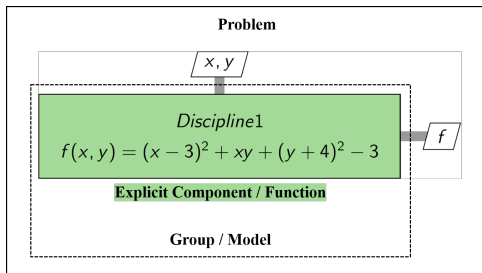 Problem
x, y
Discipline1
f(x, y) = (x − 3)² + xy + (y + 4)² − 3
f
Explicit Component / Function
Group / Model